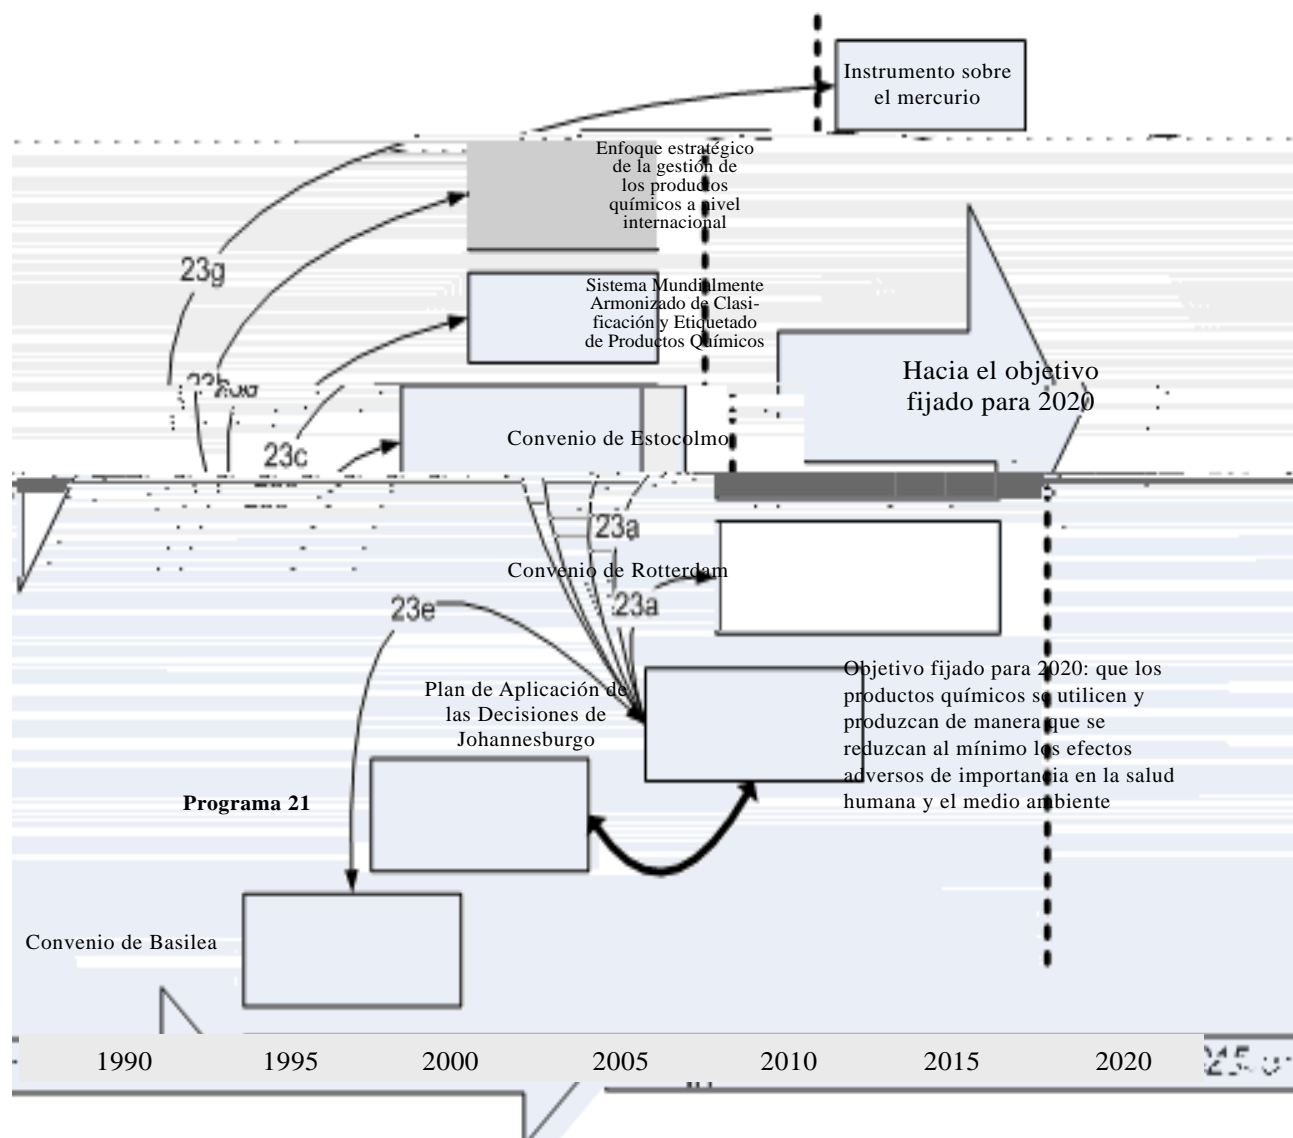 Instrumento sobre
el mercurio
Enfoque estratégico
de la gestión de
los productos
químicos a nivel
internacional
23g
Sistema Mundialmente
Armonizado de Clasi-
ficación y Etiquetado
de Productos Químicos
Hacia el objetivo
fijado para 2020
Convenio de Estocolmo
23c
23a
Convenio de Rotterdam
23a
23e
Objetivo fijado para 2020: que los
productos químicos se utilicen y
produzcan de manera que se
reduzcan al mínimo los efectos
adversos de importancia en la salud
humana y el medio ambiente
Plan de Aplicación de
las Decisiones de
Johannesburgo
Programa 21
Convenio de Basilea
1990 1995 2000 2005 2010 2015 2020